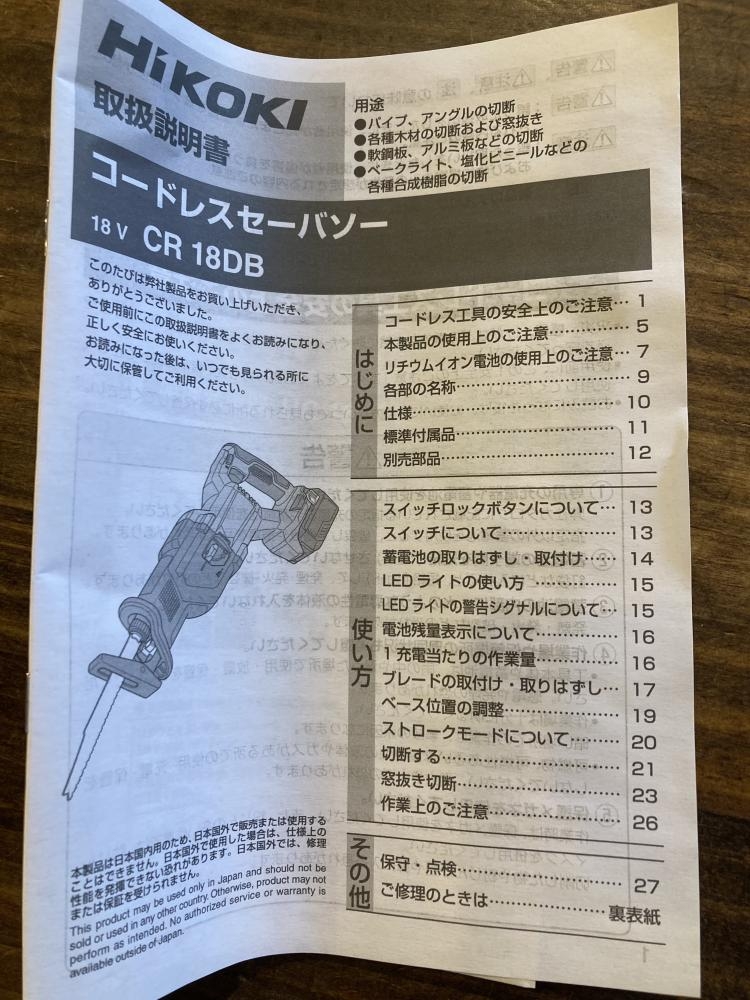 HiKOKI
取扱説明書
用途
●パイプ、アングルの切断
●各種木材の切断および窓抜き
●軟鋼板、アルミ板などの切断
●ベークライト、塩化ビニールなどの
各種合成樹脂の切断
コードレスセーバソー
18 V CR 18DB
このたびは弊社製品をお買い上げいただき、
ありがとうございました。
ご使用前にこの取扱説明書をよくお読みになり、
正しく安全にお使いください。
お読みになった後は、いつでも見られる所に
大切に保管してご利用ください。
はじめに
コードレス工具の安全上のご注意… 1
本製品の使用上のご注意………… 5
リチウムイオン電池の使用上のご注意… 7
各部の名称………………………… 9
仕様………………………………… 10
標準付属品………………………… 11
別売部品…………………………… 12
使い方
スイッチロックボタンについて… 13
スイッチについて………………… 13
蓄電池の取りはずし・取付け…… 14
LEDライトの使い方……………… 15
LEDライトの警告シグナルについて… 15
電池残量表示について…………… 16
1充電当たりの作業量…………… 16
ブレードの取付け・取りはずし… 17
ベース位置の調整………………… 19
ストロークモードについて……… 20
切断する…………………………… 21
窓抜き切断………………………… 23
作業上のご注意…………………… 26
その他
保守・点検………………………… 27
ご修理のときは……………… 裏表紙
本製品は日本国内用のため、日本国外で販売または使用する
ことはできません。日本国外で使用した場合は、仕様上の
性能を発揮できない恐れがあります。日本国外では、修理
または保証を受けられません。
This product may be used only in Japan and should not be
sold or used in any other country. Otherwise, product may not
perform as intended. No authorized service or warranty is
available outside of Japan.